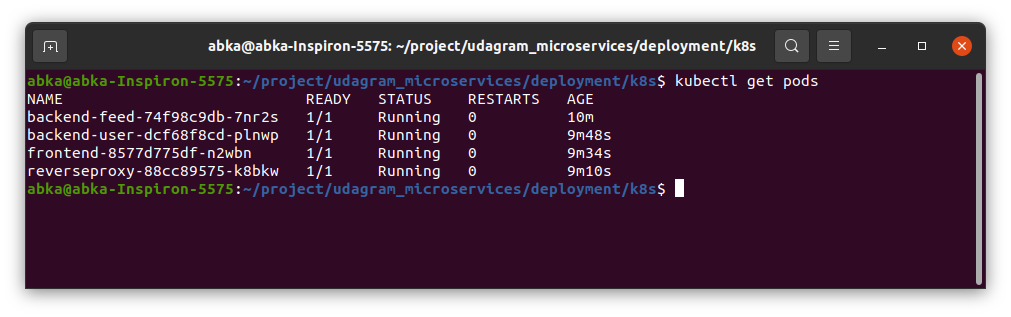 abka@abka-Inspiron-5575: ~/project/udagram_microservices/deployment/k8s
abka@abka-Inspiron-5575:~/project/udagram_microservices/deployment/k8s$ kubectl get pods
NAME READY STATUS RESTARTS AGE
backend-feed-74f98c9db-7nr2s 1/1 Running 0 10m
backend-user-dcf68f8cd-plnwp 1/1 Running 0 9m48s
frontend-8577d775df-n2wbn 1/1 Running 0 9m34s
reverseproxy-88cc89575-k8bkw 1/1 Running 0 9m10s
abka@abka-Inspiron-5575:~/project/udagram_microservices/deployment/k8s$